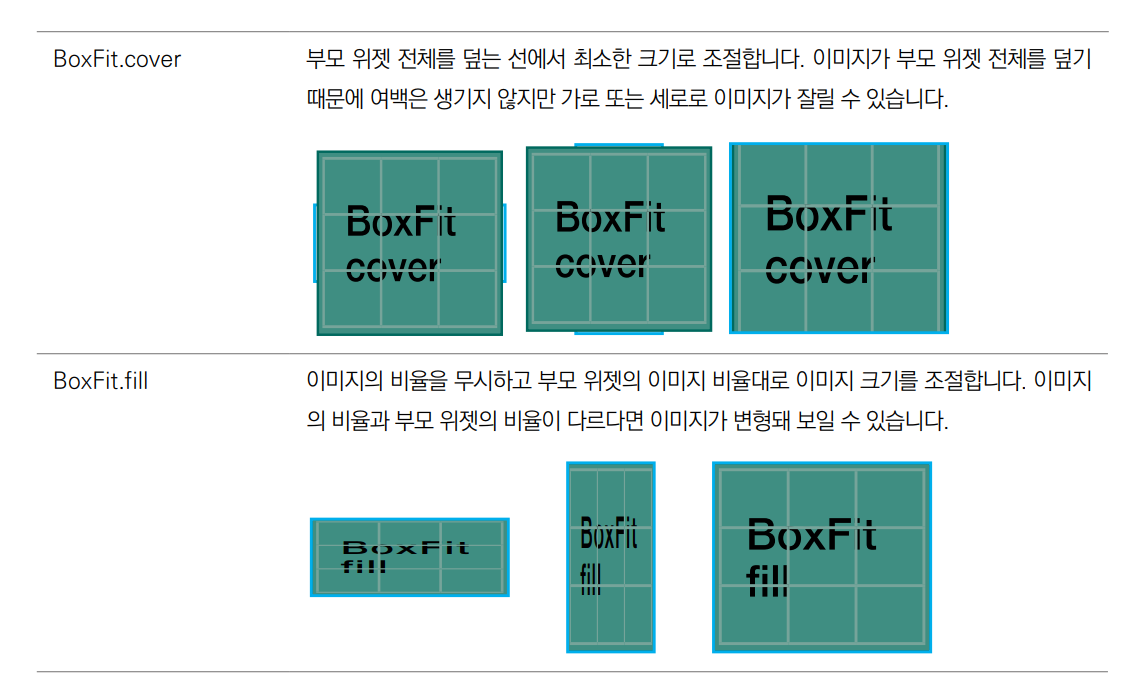 BoxFit.cover
부모 위젯 전체를 덮는 선에서 최소한 크기로 조절합니다. 이미지가 부모 위젯 전체를 덮기
때문에 여백은 생기지 않지만 가로 또는 세로로 이미지가 잘릴 수 있습니다.
BoxFit
cover
BoxFit
cover
BoxFit
cover
BoxFit.fill
이미지의 비율을 무시하고 부모 위젯의 이미지 비율대로 이미지 크기를 조절합니다. 이미지
의 비율과 부모 위젯의 비율이 다르다면 이미지가 변형돼 보일 수 있습니다.
BoxFit
fill
BoxFit
fill
BoxFit
fill